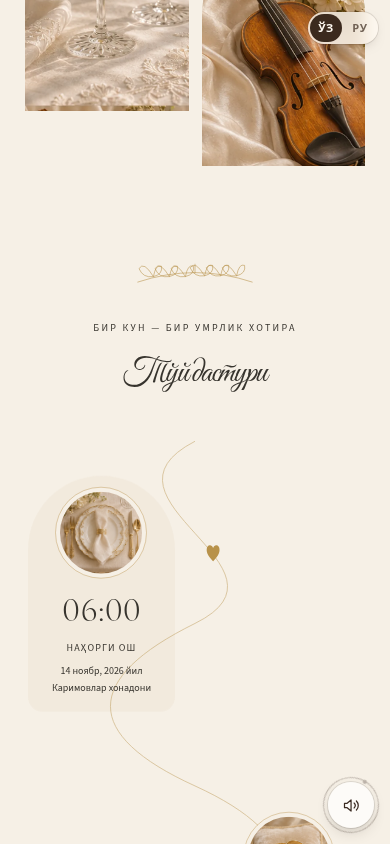 ЎЗ РУ
БИР КУН — БИР УМРЛИК ХОТИРА
Тўй дастури
06:00
НАҲОРГИ ОШ
14 ноябр, 2026 йил
Каримовлар хонадони